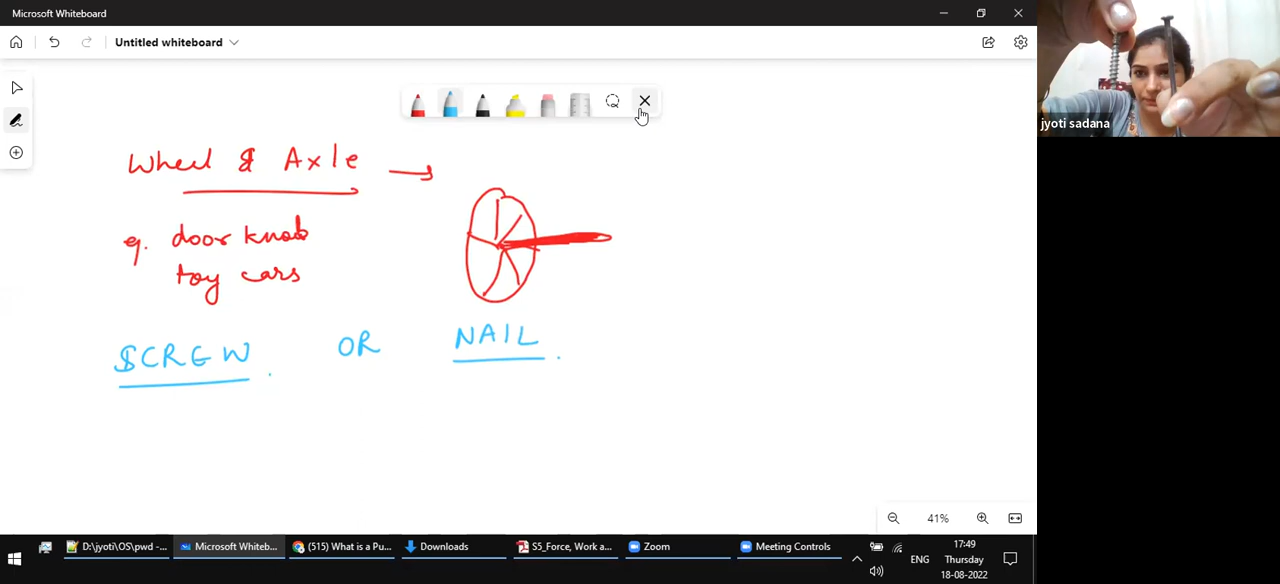 Microsoft Whiteboard
Untitled whiteboard
jyoti sadana
Wheel & Axle →
eg. door knob
toy cars
SCREW . OR NAIL .
41%
D:\jyoti\OS\pwd -...
Microsoft Whiteb...
(515) What is a Pu...
Downloads
S5_Force, Work a...
Zoom
Meeting Controls
ENG
17:49
Thursday
18-08-2022